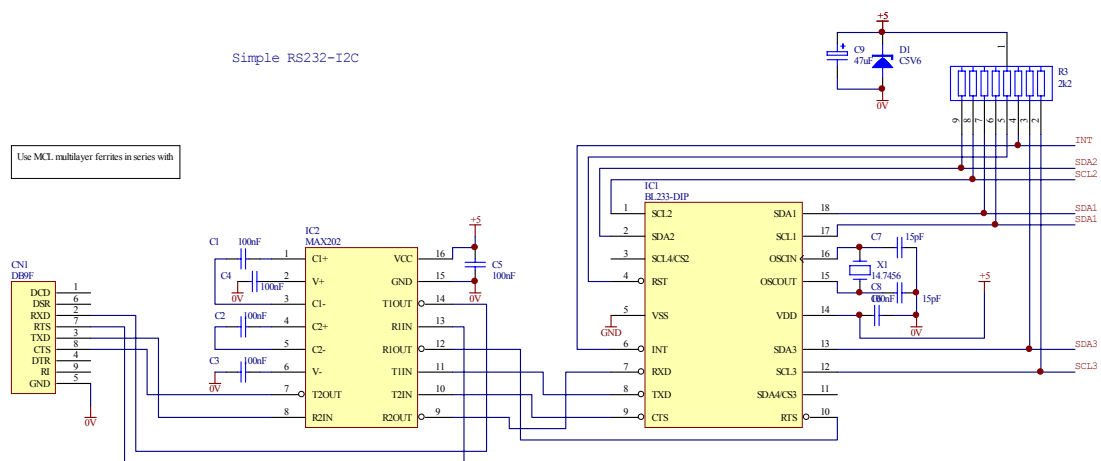 Simple RS232-I2C
Use MCL multilayer ferrites in series with
+5
C9
47uF
D1
C5V6
0V
1
R3
2k2
9 8 7 6 5 4 3 2
INT
SDA2
SCL2
SDA1
SDA1
SDA3
SCL3
CN1
DB9F
DCD 1
DSR 6
RXD 2
RTS 7
TXD 3
CTS 8
DTR 4
RI 9
GND 5
0V
C1
100nF
C4
100nF
0V
C2
100nF
C3
100nF
0V
IC2
MAX202
1 C1+ VCC 16
2 V+ GND 15
3 C1- T1OUT 14
4 C2+ R1IN 13
5 C2- R1OUT 12
6 V- T1IN 11
7 T2OUT T2IN 10
8 R2IN R2OUT 9
+5
C5
100nF
0V
IC1
BL233-DIP
1 SCL2 SDA1 18
2 SDA2 SCL1 17
3 SCL4/CS2 OSCIN 16
4 RST OSCOUT 15
5 VSS VDD 14
6 INT SDA3 13
7 RXD SCL3 12
8 TXD SDA4/CS3 11
9 CTS RTS 10
GND
C7
15pF
X1
14.7456
C8
15pF
0V
+5